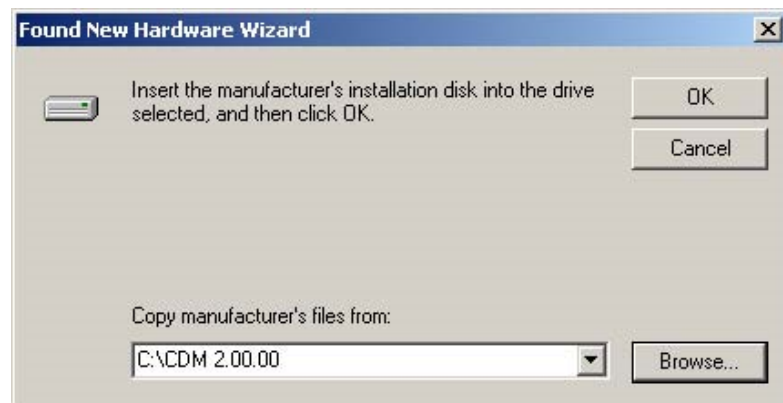 Found New Hardware Wizard
Insert the manufacturer's installation disk into the drive
selected, and then click OK.
OK
Cancel
Copy manufacturer's files from:
C:\CDM 2.00.00
Browse...